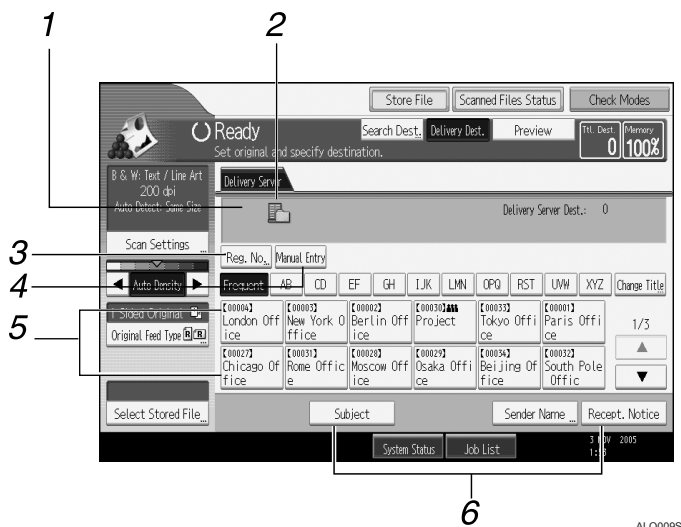 1
2
Store File
Scanned Files Status
Check Modes
Ready
Search Dest.
Delivery Dest.
Preview
Ttl. Dest.
0
Memory
100%
Set original and specify destination.
B & W: Text / Line Art
200 dpi
Auto Detect: Same Size
Delivery Server
Delivery Server Dest.: 0
3
Scan Settings
Reg. No.
Manual Entry
4
Auto Density
Frequent
AB
CD
EF
GH
IJK
LMN
OPQ
RST
UVW
XYZ
Change Title
5
1 Sided Original
Original Feed Type
[00004]
London Off
ice
[00003]
New York O
ffice
[00002]
Berlin Off
ice
[00030]
Project
[00033]
Tokyo Offi
ce
[00001]
Paris Offi
ce
1/3
[00027]
Chicago Of
fice
[00031]
Rome Offic
e
[00028]
Moscow Off
ice
[00029]
Osaka Offi
ce
[00034]
Beijing Of
fice
[00032]
South Pole
Offic
Select Stored File
Subject
Sender Name
Recept. Notice
System Status
Job List
3 NOV 2005
6